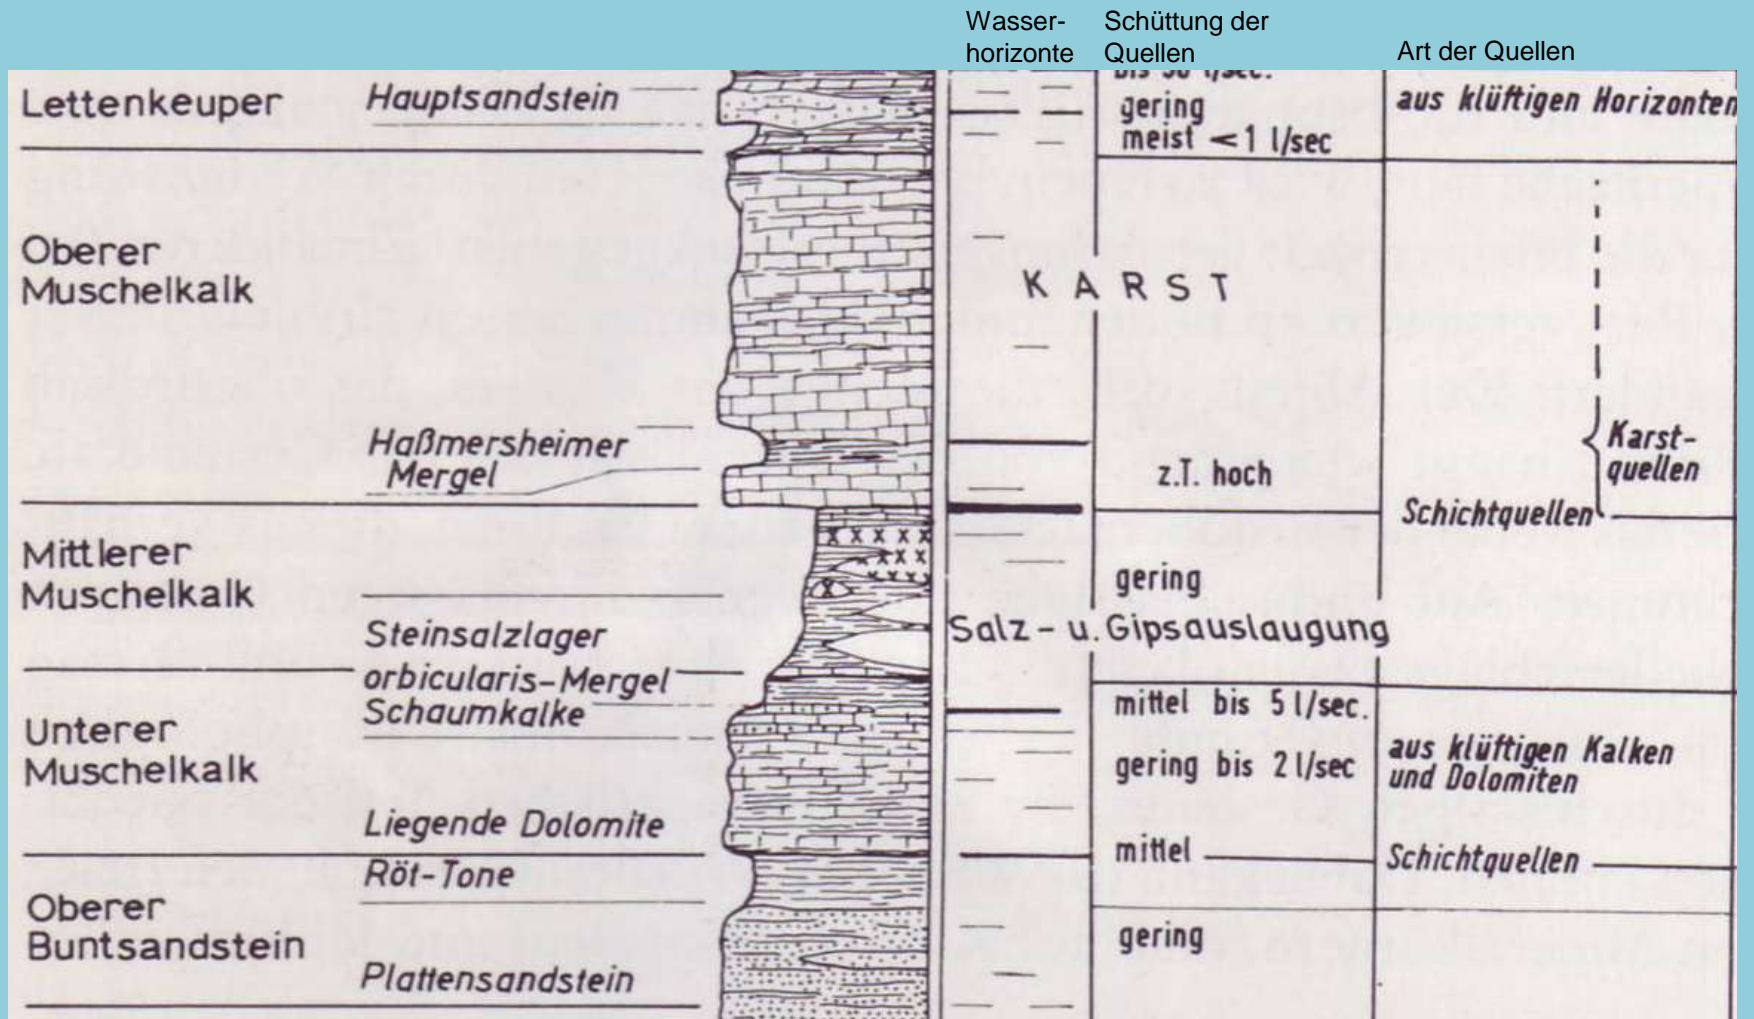 Wasser-
horizonte
Schüttung der
Quellen
Art der Quellen
Lettenkeuper
Hauptsandstein
bis l/sec.
gering
meist < 1 l/sec
aus klüftigen Horizonten
Oberer
Muschelkalk
KARST
Haßmersheimer
Mergel
z.T. hoch
Karst-
quellen
Schichtquellen
Mittlerer
Muschelkalk
gering
Steinsalzlager
Salz- u. Gipsauslaugung
orbicularis-Mergel
Schaumkalke
mittel bis 5 l/sec.
Unterer
Muschelkalk
gering bis 2 l/sec
aus klüftigen Kalken
und Dolomiten
Liegende Dolomite
mittel
Schichtquellen
Röt-Tone
Oberer
Buntsandstein
gering
Plattensandstein